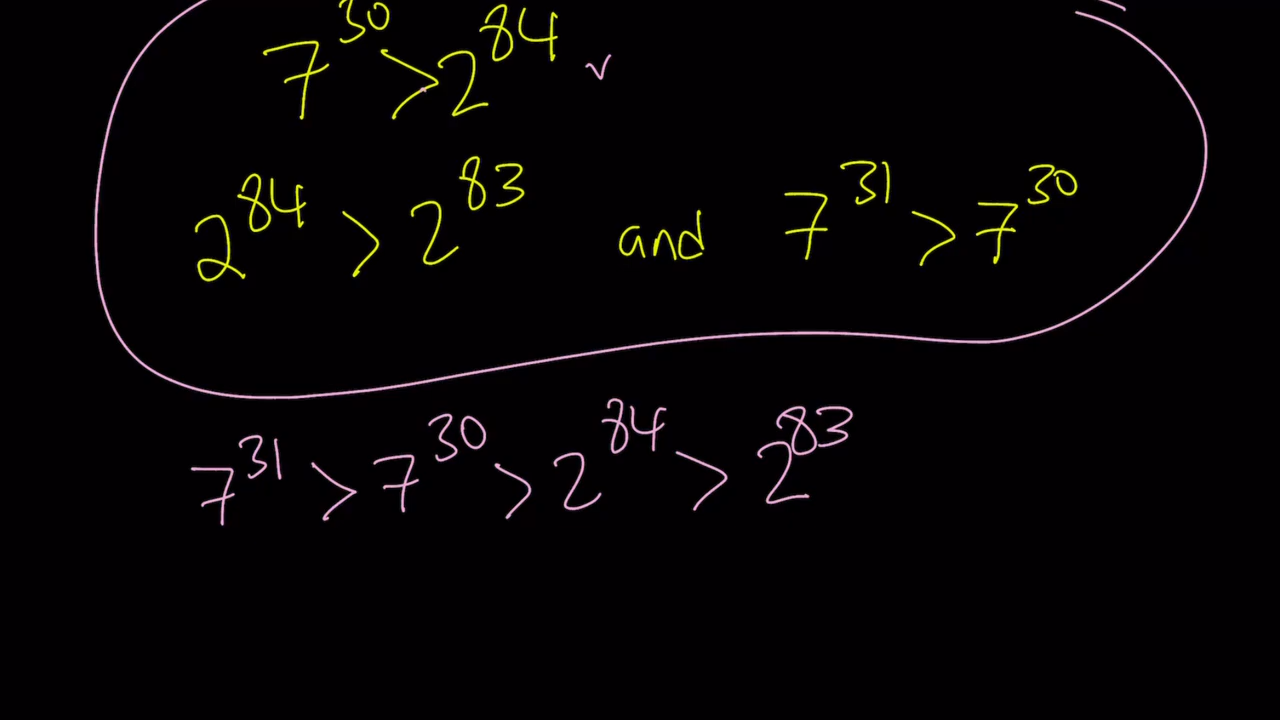 7^30 > 2^84 ✓
2^84 > 2^83 and 7^31 > 7^30
7^31 > 7^30 > 2^84 > 2^83